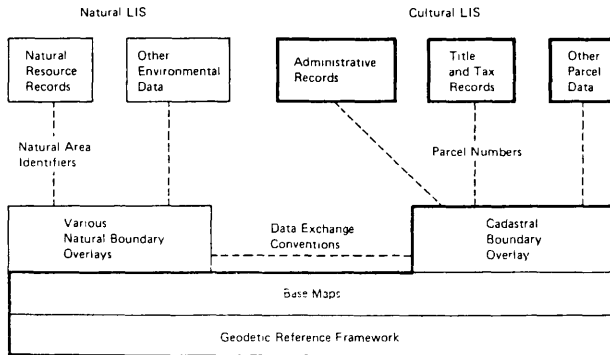 Natural LIS
Cultural LIS
Natural
Resource
Records
Other
Environmental
Data
Administrative
Records
Title
and Tax
Records
Other
Parcel
Data
Natural Area
Identifiers
Parcel Numbers
Various
Natural Boundary
Overlays
Data Exchange
Conventions
Cadastral
Boundary
Overlay
Base Maps
Geodetic Reference Framework